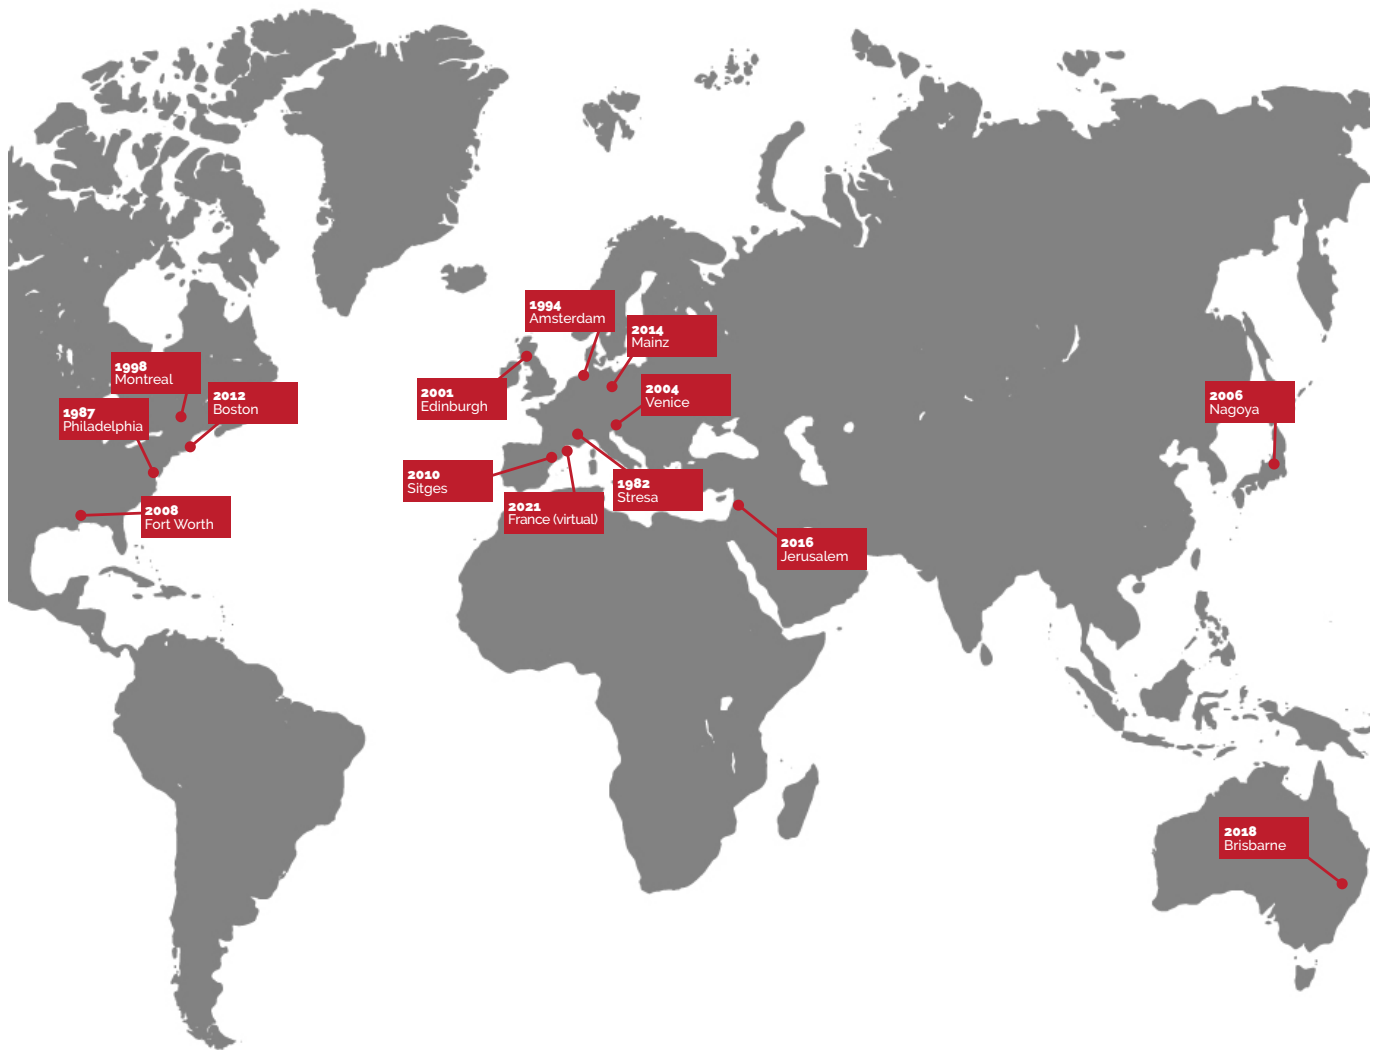 1994
Amsterdam
2014
Mainz
1998
Montreal
2012
Boston
1987
Philadelphia
2001
Edinburgh
2004
Venice
2006
Nagoya
2010
Sitges
1982
Stresa
2021
France (virtual)
2008
Fort Worth
2016
Jerusalem
2018
Brisbarne